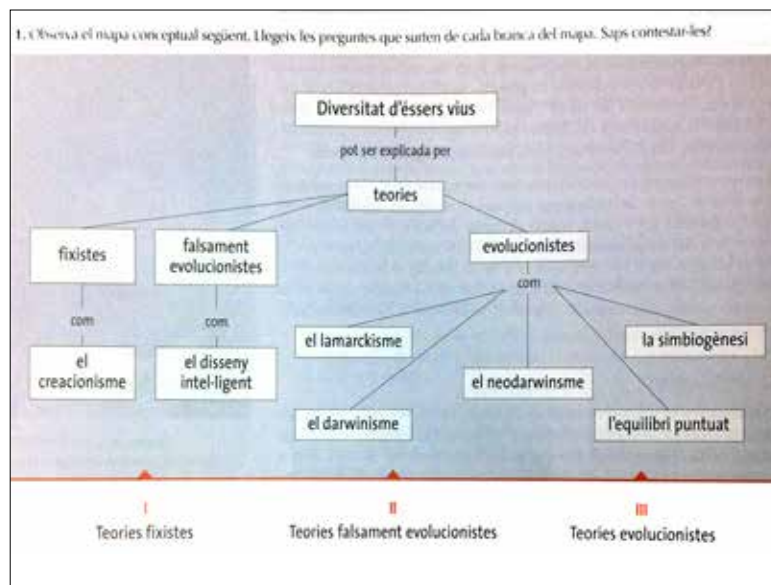 1. Observa el mapa conceptual següent. Llegeix les preguntes que surten de cada branca del mapa. Saps contestar-les?
Diversitat d'éssers vius
pot ser explicada per
teories
fixistes
falsament
evolucionistes
evolucionistes
com
com
com
el
creacionisme
el disseny
intel·ligent
el lamarckisme
la simbiogènesi
el neodarwinsme
el darwinisme
l'equilibri puntuat
I
Teories fixistes
II
Teories falsament evolucionistes
III
Teories evolucionistes